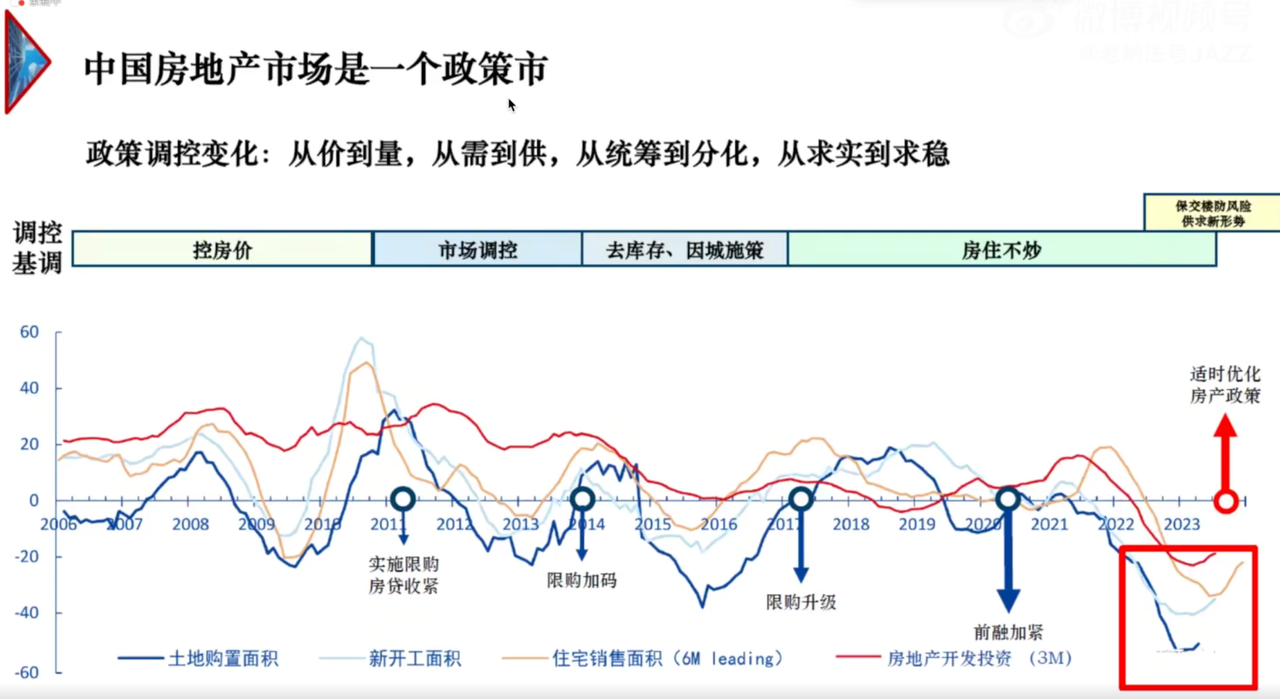 微博视频号
中国房地产市场是一个政策市
政策调控变化：从价到量，从需到供，从统筹到分化，从求实到求稳
保交楼防风险
供求新形势
调控
基调
控房价
市场调控
去库存、因城施策
房住不炒
60
40
20
0
-20
-40
-60
2006 2007 2008 2009 2010 2011 2012 2013 2014 2015 2016 2017 2018 2019 2020 2021 2022 2023
适时优化
房产政策
实施限购
房贷收紧
限购加码
限购升级
前融加紧
土地购置面积
新开工面积
住宅销售面积（6M leading）
房地产开发投资 （3M）